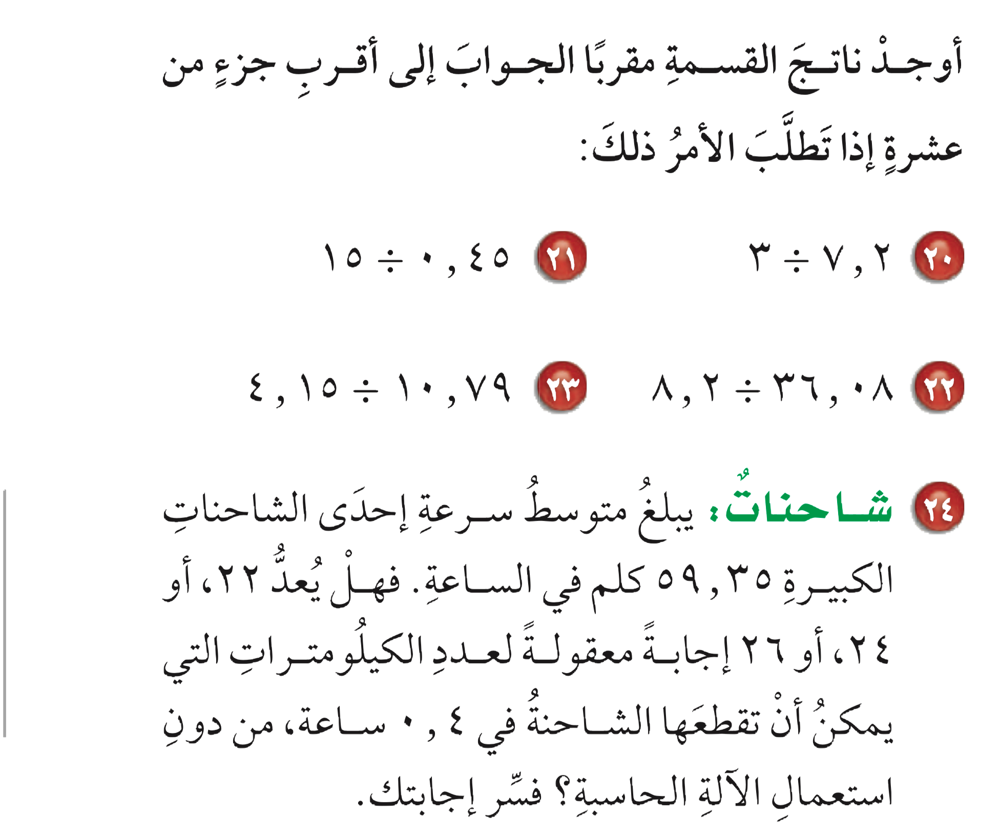 أوجدْ ناتجَ القسمةِ مقربًا الجوابَ إلى أقربِ جزءٍ من
عشرةٍ إذا تَطلَّبَ الأمرُ ذلكَ:
٢٠ ٧,٢ ÷ ٣ ٢١ ٠,٤٥ ÷ ١٥
٢٢ ٣٦,٠٨ ÷ ٨,٢ ٢٣ ١٠,٧٩ ÷ ٤,١٥
٢٤ شاحناتٌ: يبلغُ متوسطُ سرعةِ إحدَى الشاحناتِ
الكبيرةِ ٥٩,٣٥ كلم في الساعةِ. فهلْ يُعدُّ ٢٢، أو
٢٤، أو ٢٦ إجابةً معقولةً لعددِ الكيلُومتراتِ التي
يمكنُ أنْ تقطعَها الشاحنةُ في ٠,٤ ساعة، من دونِ
استعمالِ الآلةِ الحاسبةِ؟ فسِّر إجابتك.